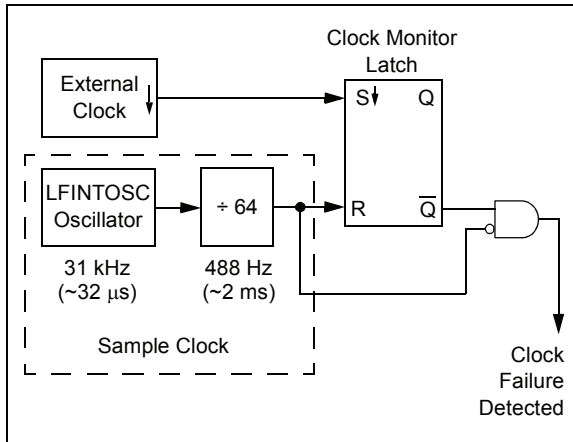 Clock Monitor
Latch
External
Clock
S
Q
LFINTOSC
Oscillator
÷ 64
R
Q̅
31 kHz
(~32 μs)
488 Hz
(~2 ms)
Sample Clock
Clock
Failure
Detected